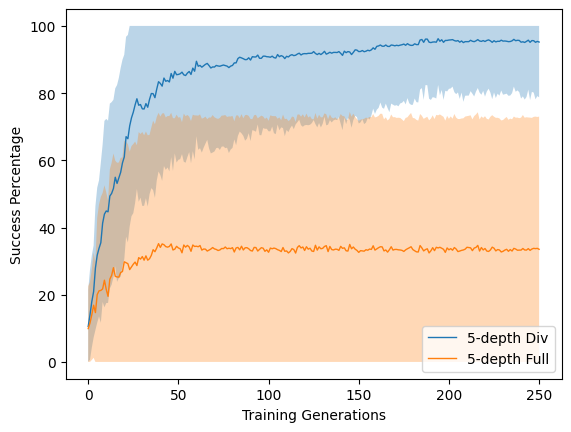 100
80
60
40
20
0
Success Percentage
0 50 100 150 200 250
Training Generations
5-depth Div
5-depth Full